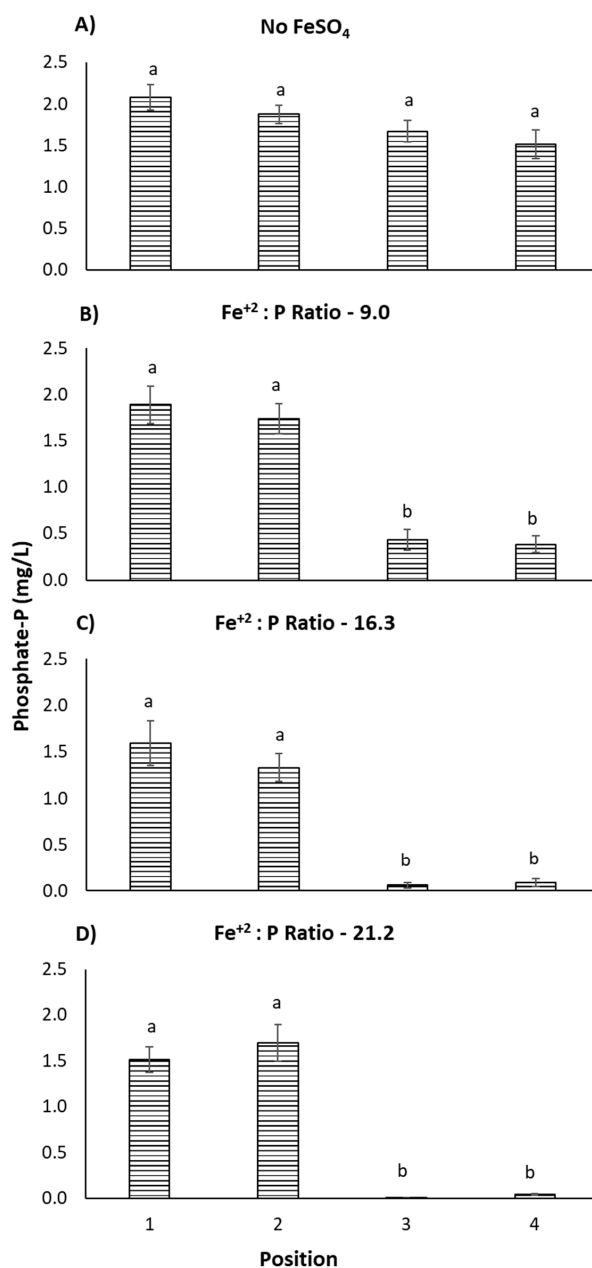 A)
No FeSO₄
2.5
2.0
1.5
1.0
0.5
0.0
a
a
a
a
B)
Fe⁺² : P Ratio - 9.0
2.5
2.0
1.5
1.0
0.5
0.0
a
a
b
b
Phosphate-P (mg/L)
C)
Fe⁺² : P Ratio - 16.3
2.5
2.0
1.5
1.0
0.5
0.0
a
a
b
b
D)
Fe⁺² : P Ratio - 21.2
2.5
2.0
1.5
1.0
0.5
0.0
a
a
b
b
1 2 3 4
Position